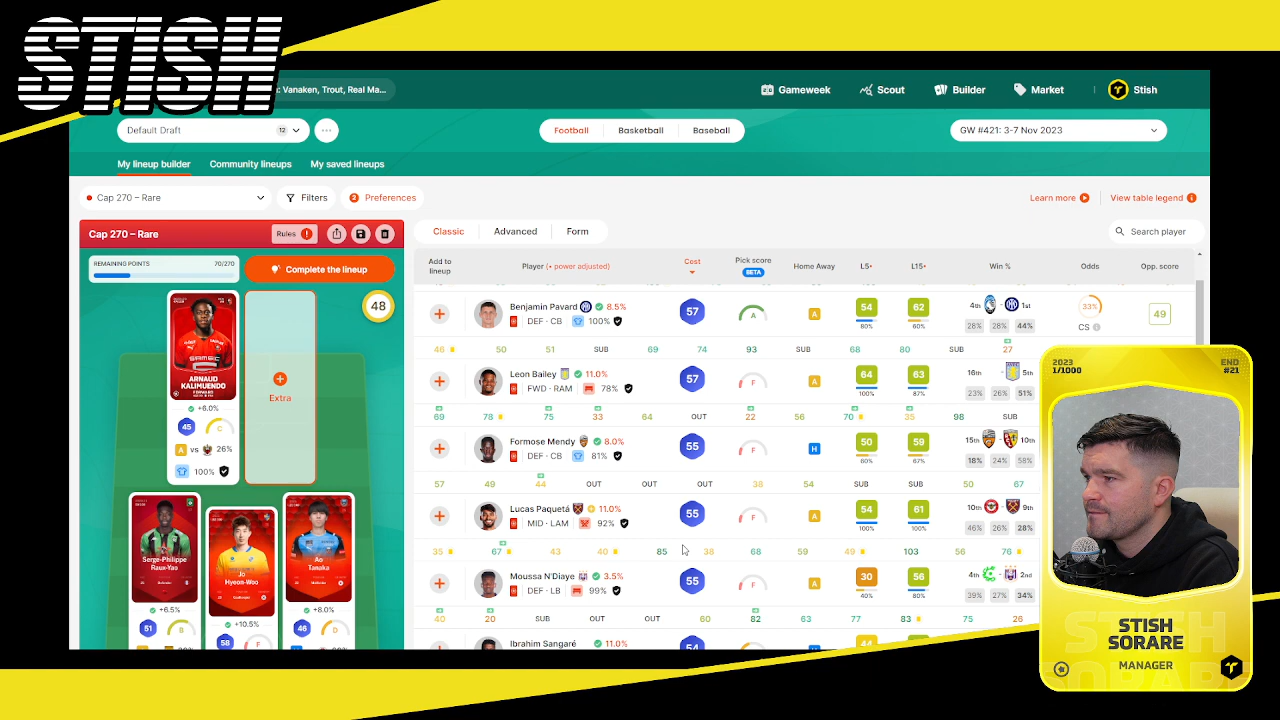 STISH
: Vanaken, Trout, Real Ma...
Gameweek
Scout
Builder
Market
Stish
Default Draft
12
Football
Basketball
Baseball
GW #421: 3-7 Nov 2023
My lineup builder
Community lineups
My saved lineups
Cap 270 – Rare
Filters
2 Preferences
Learn more
View table legend
Cap 270 – Rare
Rules
Classic
Advanced
Form
Search player
REMAINING POINTS
70/270
Complete the lineup
Add to lineup
Player (• power adjusted)
Cost
Pick score
BETA
Home Away
L5•
L15•
Win %
Odds
Opp. score
48
ARNAUD
KALIMUENDO
+6.0%
45
C
A vs 26%
100%
Extra
Serge-Philippe
Raux-Yao
+6.5%
51
B
Jo
Hyeon-Woo
+10.5%
58
F
Ao
Tanaka
+8.0%
46
D
Benjamin Pavard 8.5%
DEF · CB 100%
57
A
A
54
80%
62
60%
4th - 1st
28% 28% 44%
33%
CS
49
46 50 51 SUB 69 74 93 SUB 68 80 SUB 27
Leon Bailey 11.0%
FWD · RAM 78%
57
F
A
64
100%
63
87%
16th 5th
23% 26% 51%
69 78 75 33 64 OUT 22 56 70 35 98 SUB
Formose Mendy 8.0%
DEF · CB 81%
55
F
H
50
60%
59
67%
15th - 10th
18% 24% 58%
57 49 44 OUT OUT OUT 38 54 SUB SUB 50 67
Lucas Paquetá 11.0%
MID · LAM 92%
55
F
A
54
100%
61
100%
10th - 9th
46% 26% 28%
35 67 43 40 85 38 68 59 49 103 56 76
Moussa N'Diaye 3.5%
DEF · LB 99%
55
F
A
30
40%
56
80%
4th - 2nd
39% 27% 34%
40 20 SUB OUT OUT 60 82 63 77 83 75 26
Ibrahim Sangaré 11.0%
54
44
2023
1/1000
END
#21
STISH
SORARE
MANAGER